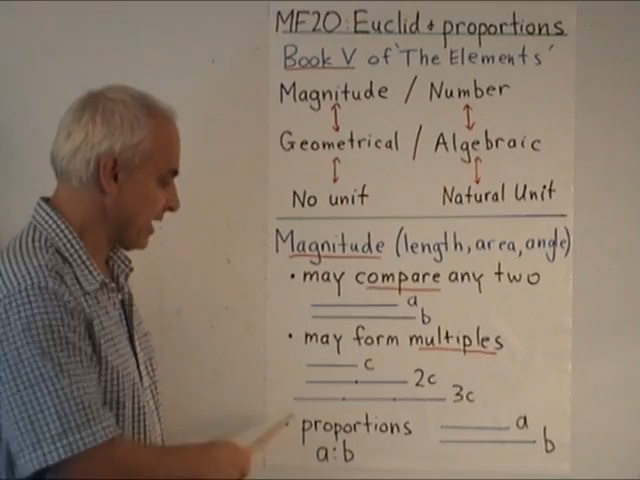 MF20: Euclid + proportions
Book V of 'The Elements'
Magnitude / Number
Geometrical / Algebraic
No unit Natural Unit
Magnitude (length, area, angle)
• may compare any two
a
b
• may form multiples
c
2c
3c
• proportions a
a:b b